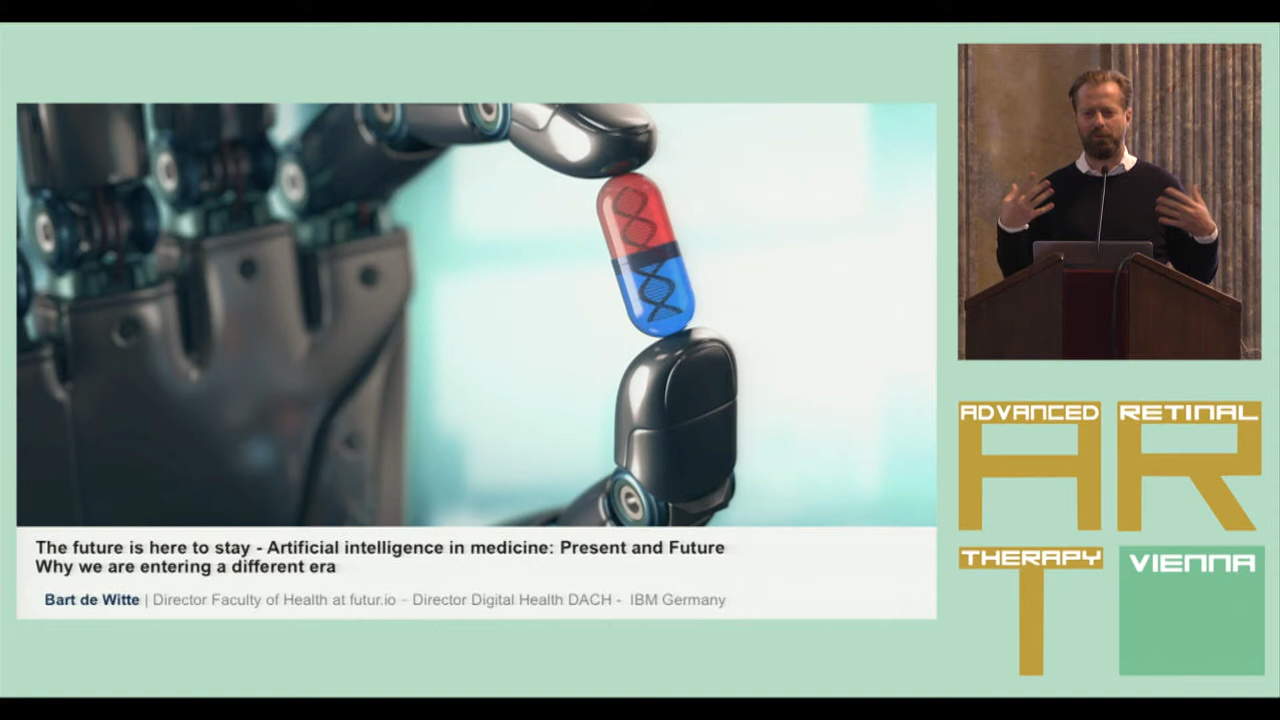 The future is here to stay - Artificial intelligence in medicine: Present and Future
Why we are entering a different era
Bart de Witte | Director Faculty of Health at futur.io – Director Digital Health DACH - IBM Germany
ADVANCED RETINAL
THERAPY VIENNA